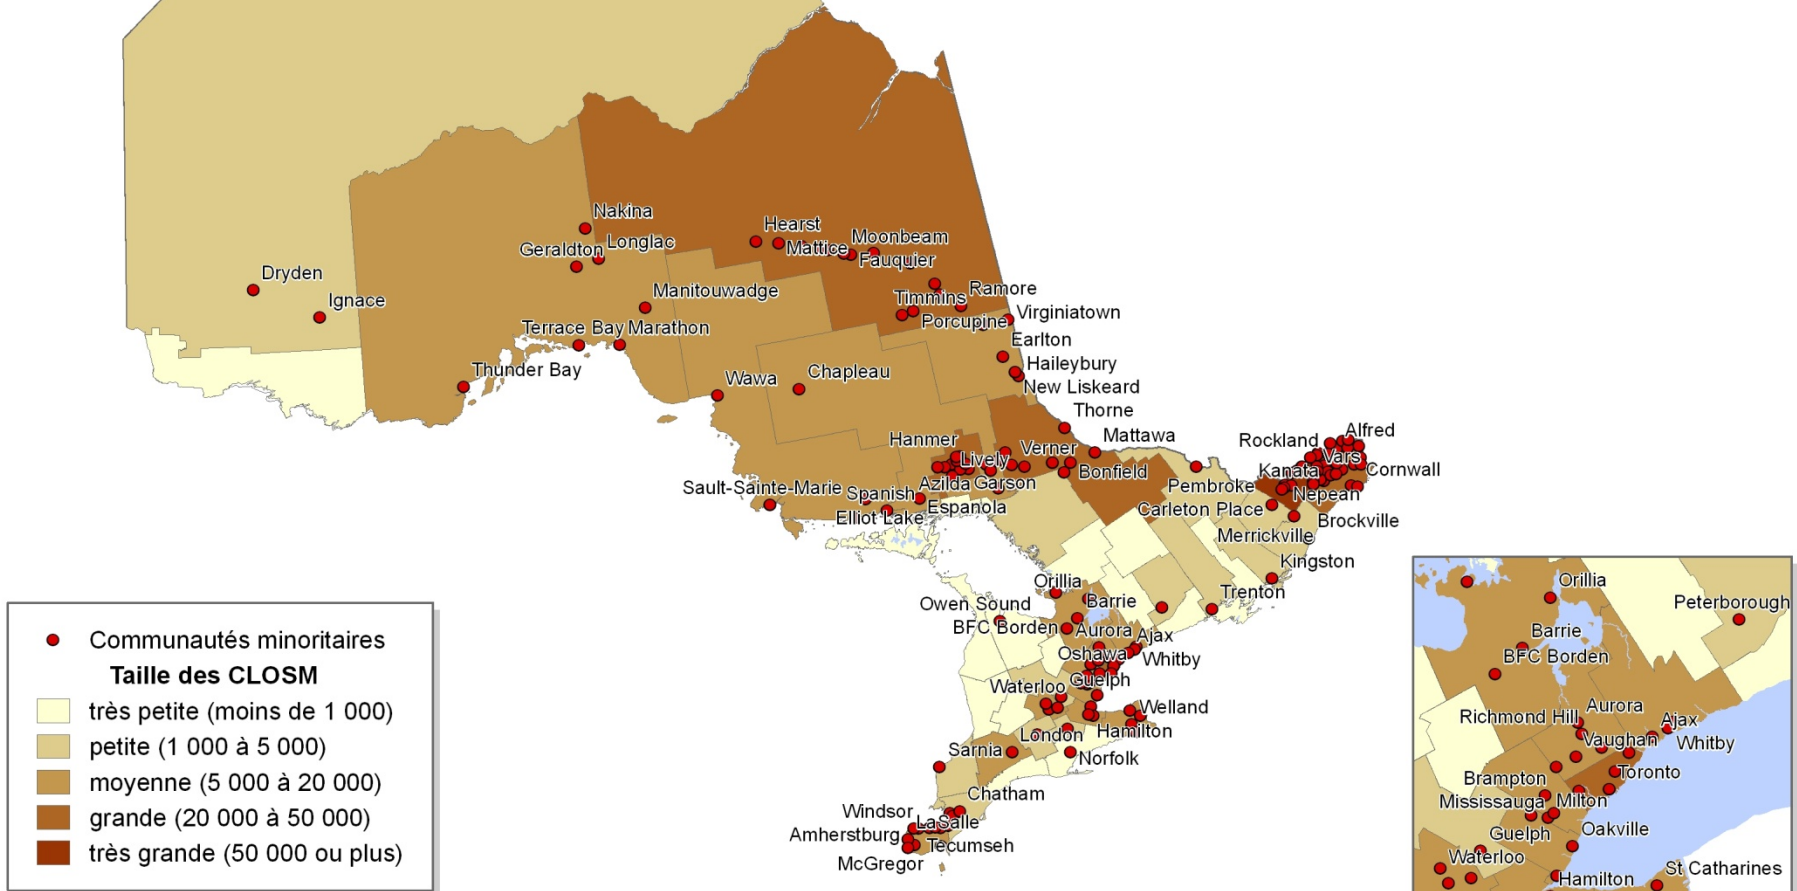 Nakina
Geraldton
Longlac
Hearst
Mattice
Moonbeam
Fauquier
Dryden
Ignace
Manitouwadge
Timmins
Ramore
Porcupine
Virginiatown
Terrace Bay
Marathon
Earlton
Haileybury
New Liskeard
Thunder Bay
Wawa
Chapleau
Thorne
Hanmer
Lively
Verner
Mattawa
Rockland
Alfred
Vars
Kanata
Cornwall
Bonfield
Sault-Sainte-Marie
Spanish
Azilda
Garson
Pembroke
Nepean
Elliot Lake
Espanola
Carleton Place
Brockville
Merrickville
Kingston
Orillia
Trenton
Owen Sound
Barrie
BFC Borden
Aurora
Ajax
Oshawa
Whitby
Waterloo
Guelph
Welland
London
Hamilton
Sarnia
Norfolk
Chatham
Windsor
LaSalle
Amherstburg
Tecumseh
McGregor
Communautés minoritaires
Taille des CLOSM
très petite (moins de 1 000)
petite (1 000 à 5 000)
moyenne (5 000 à 20 000)
grande (20 000 à 50 000)
très grande (50 000 ou plus)
Orillia
Peterborough
Barrie
BFC Borden
Aurora
Richmond Hill
Ajax
Vaughan
Whitby
Brampton
Toronto
Mississauga
Milton
Guelph
Oakville
Waterloo
Hamilton
St Catharines